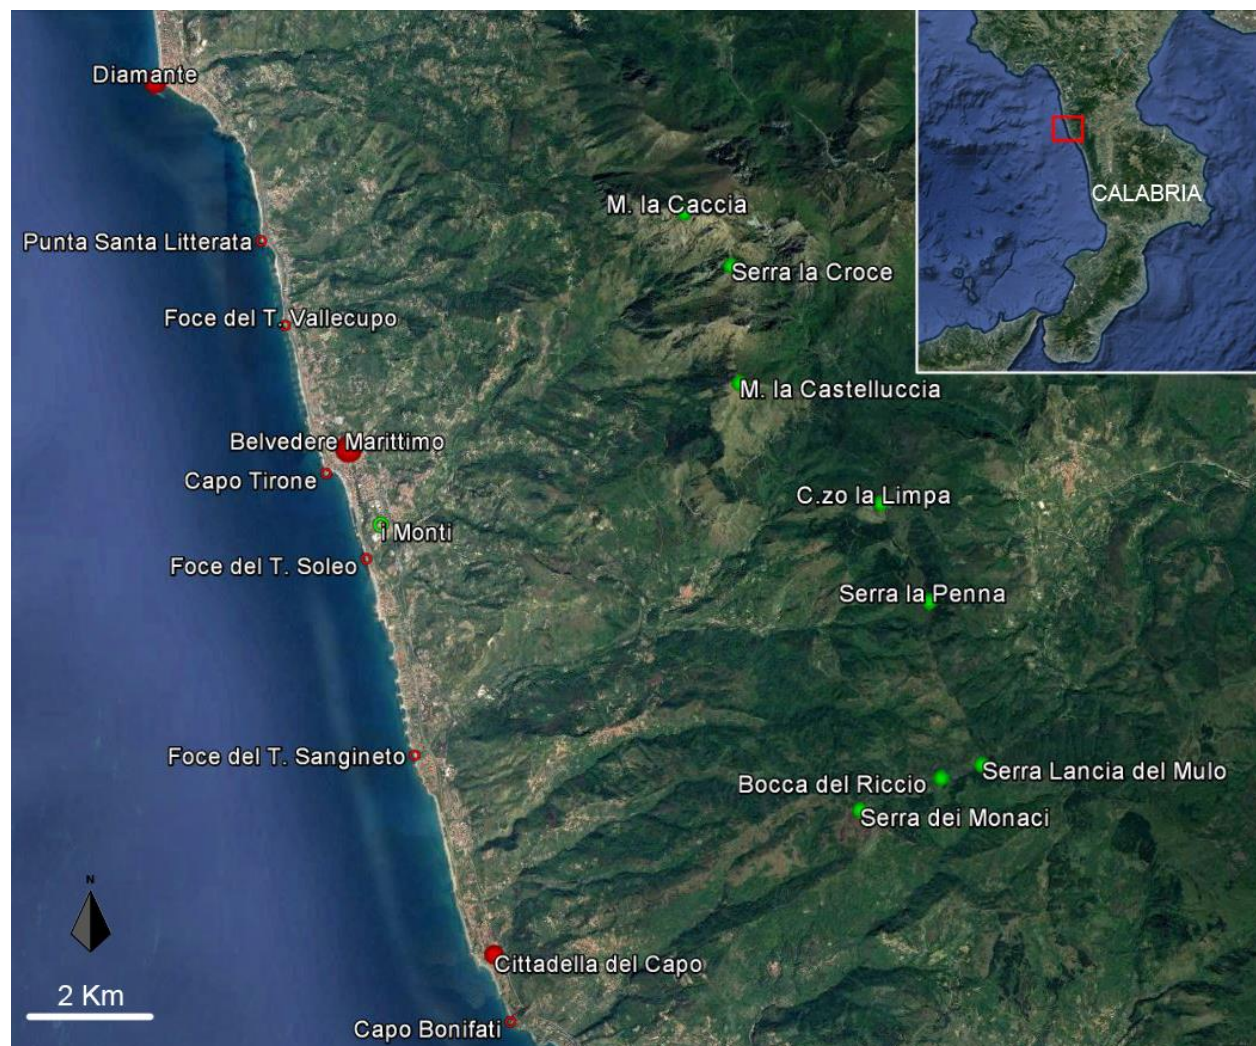 Diamante
CALABRIA
M. la Caccia
Punta Santa Litterata
Serra la Croce
Foce del T. Vallecupo
M. la Castelluccia
Belvedere Marittimo
Capo Tirone
C.zo la Limpa
i Monti
Foce del T. Soleo
Serra la Penna
Foce del T. Sangineto
Serra Lancia del Mulo
Bocca del Riccio
Serra dei Monaci
N
Cittadella del Capo
2 Km
Capo Bonifati